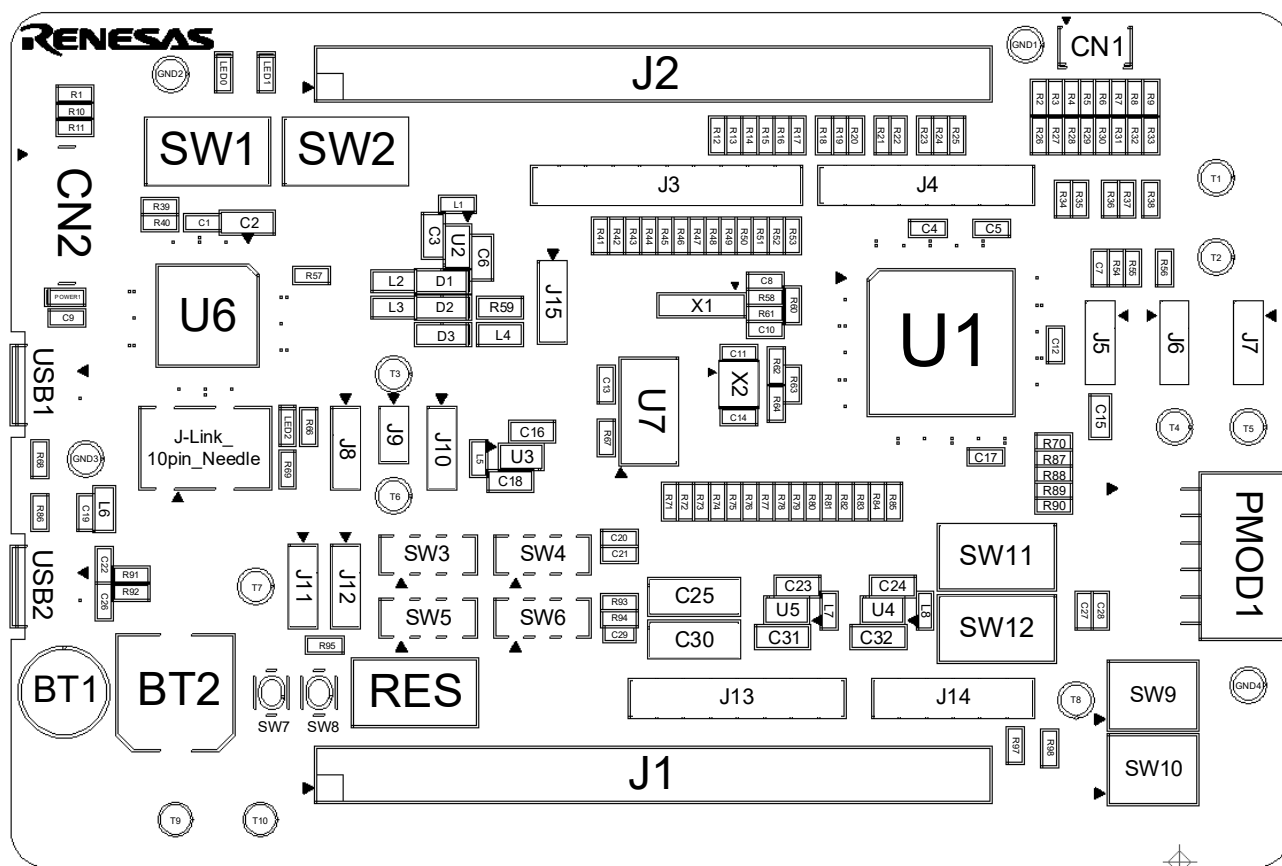 RENESAS
GND2
LED0
LED1
J2
GND1
CN1
R1
R10
R11
SW1
SW2
R12
R13
R14
R15
R16
R17
R18
R19
R20
R21
R22
R23
R24
R25
R2
R3
R4
R5
R6
R7
R8
R9
R26
R27
R28
R29
R30
R31
R32
R33
CN2
J3
J4
T1
R34
R35
R36
R37
R38
R39
R40
C1
C2
L1
C3
U2
C6
R41
R42
R43
R44
R45
R46
R47
R48
R49
R50
R51
R52
R53
C4
C5
T2
C7
R54
R55
R56
U6
R57
L2
D1
L3
D2
R59
D3
L4
J15
X1
C8
R58
R61
C10
R60
U1
POWER1
C9
C12
J5
J6
J7
USB1
T3
C13
U7
C11
X2
C14
R62
R63
R64
J-Link_
10pin_Needle
LED2
R66
R69
J8
J9
J10
C16
L5
U3
C18
R67
C15
T4
T5
C17
R70
R87
R88
R89
R90
R68
GND3
T6
R86
C19
L6
R71
R72
R73
R74
R75
R76
R77
R78
R79
R80
R81
R82
R83
R84
R85
PMOD1
USB2
C22
C26
R91
R92
T7
J11
J12
SW3
SW4
C20
C21
SW11
SW5
SW6
R93
R94
C29
C25
C30
C23
U5
L7
C31
C24
U4
L8
C32
SW12
C27
C28
R95
BT1
BT2
SW7
SW8
RES
J13
J14
T8
GND4
SW9
SW10
R97
R98
J1
T9
T10